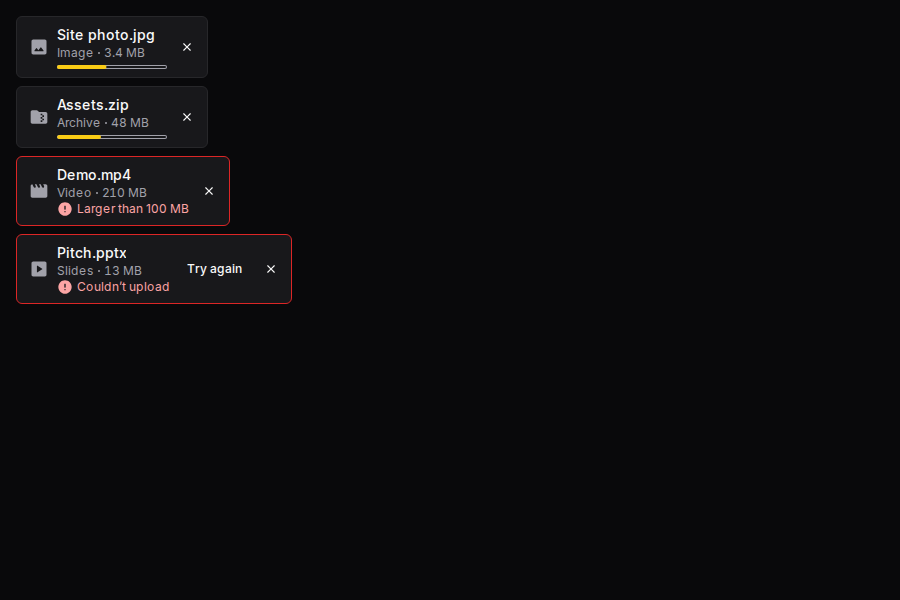 Site photo.jpg
Image · 3.4 MB
Assets.zip
Archive · 48 MB
Demo.mp4
Video · 210 MB
Larger than 100 MB
Pitch.pptx
Slides · 13 MB
Couldn't upload
Try again